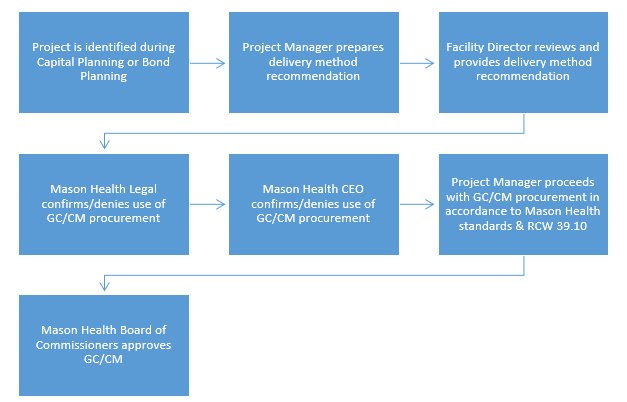 Project is identified during
Capital Planning or Bond
Planning
Project Manager prepares
delivery method
recommendation
Facility Director reviews and
provides delivery method
recommendation
Mason Health Legal
confirms/denies use of
GC/CM procurement
Mason Health CEO
confirms/denies use of
GC/CM procurement
Project Manager proceeds
with GC/CM procurement in
accordance to Mason Health
standards & RCW 39.10
Mason Health Board of
Commissioners approves
GC/CM